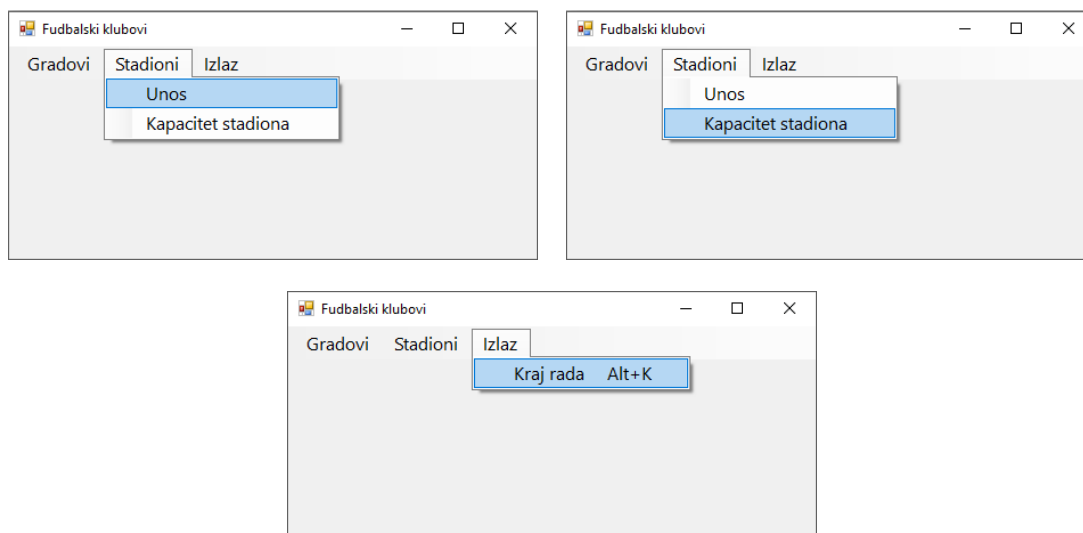 Fudbalski klubovi
Gradovi Stadioni Izlaz
Unos
Kapacitet stadiona
Fudbalski klubovi
Gradovi Stadioni Izlaz
Unos
Kapacitet stadiona
Fudbalski klubovi
Gradovi Stadioni Izlaz
Kraj rada Alt+K